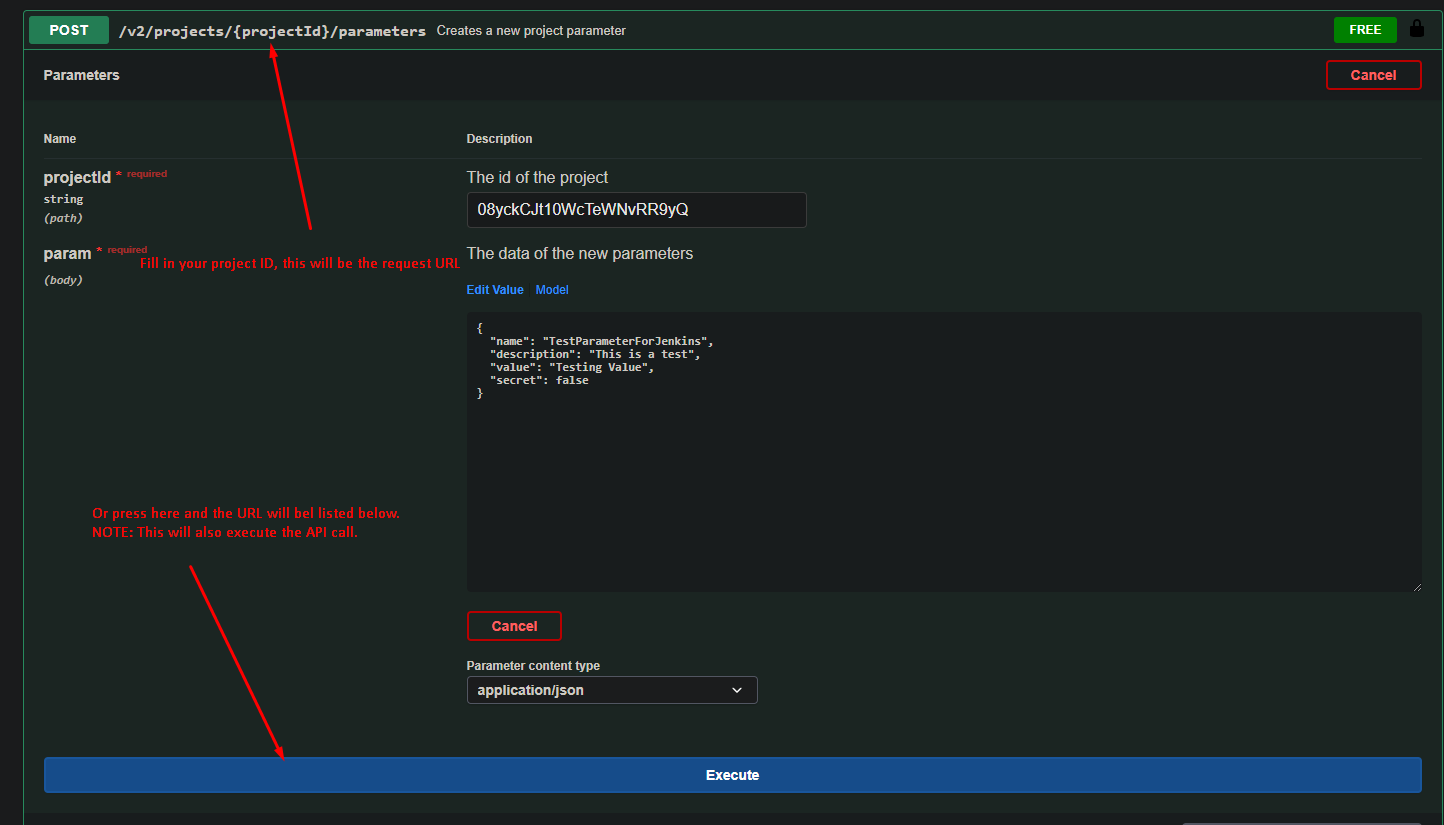 POST /v2/projects/{projectId}/parameters Creates a new project parameter FREE
Parameters Cancel
Name Description
projectId * required The id of the project
string
(path)
08yckCJt10WcTeWNvRR9yQ
param * required The data of the new parameters
Fill in your project ID, this will be the request URL
(body)
Edit Value Model
{
"name": "TestParameterForJenkins",
"description": "This is a test",
"value": "Testing Value",
"secret": false
}
Or press here and the URL will bel listed below.
NOTE: This will also execute the API call.
Cancel
Parameter content type
application/json
Execute